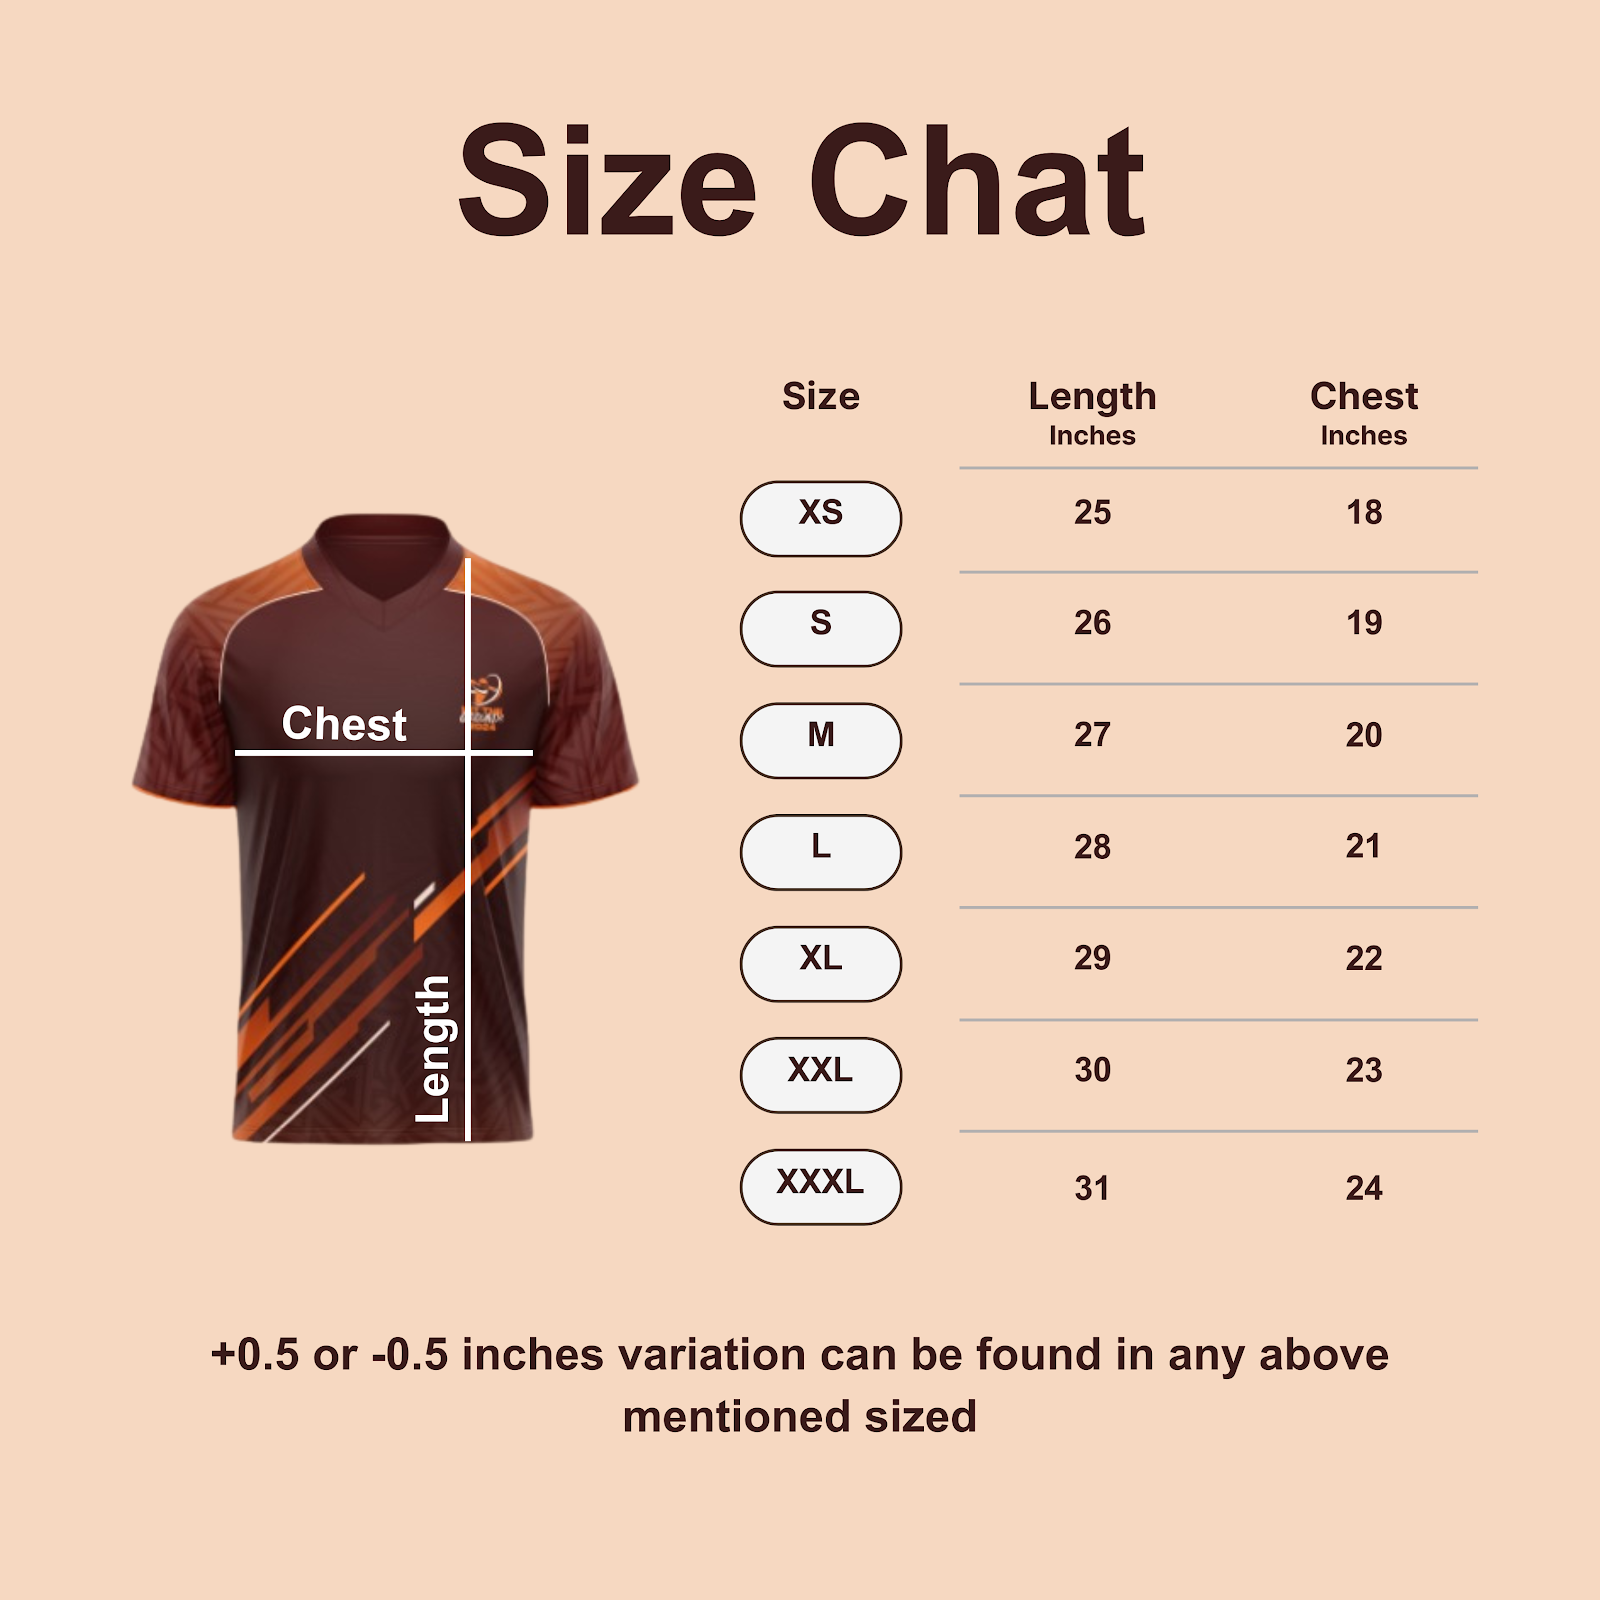 Size Chat
Size Length Chest
Inches Inches
XS 25 18
S 26 19
M 27 20
L 28 21
XL 29 22
XXL 30 23
XXXL 31 24
Chest
Length
+0.5 or -0.5 inches variation can be found in any above
mentioned sized